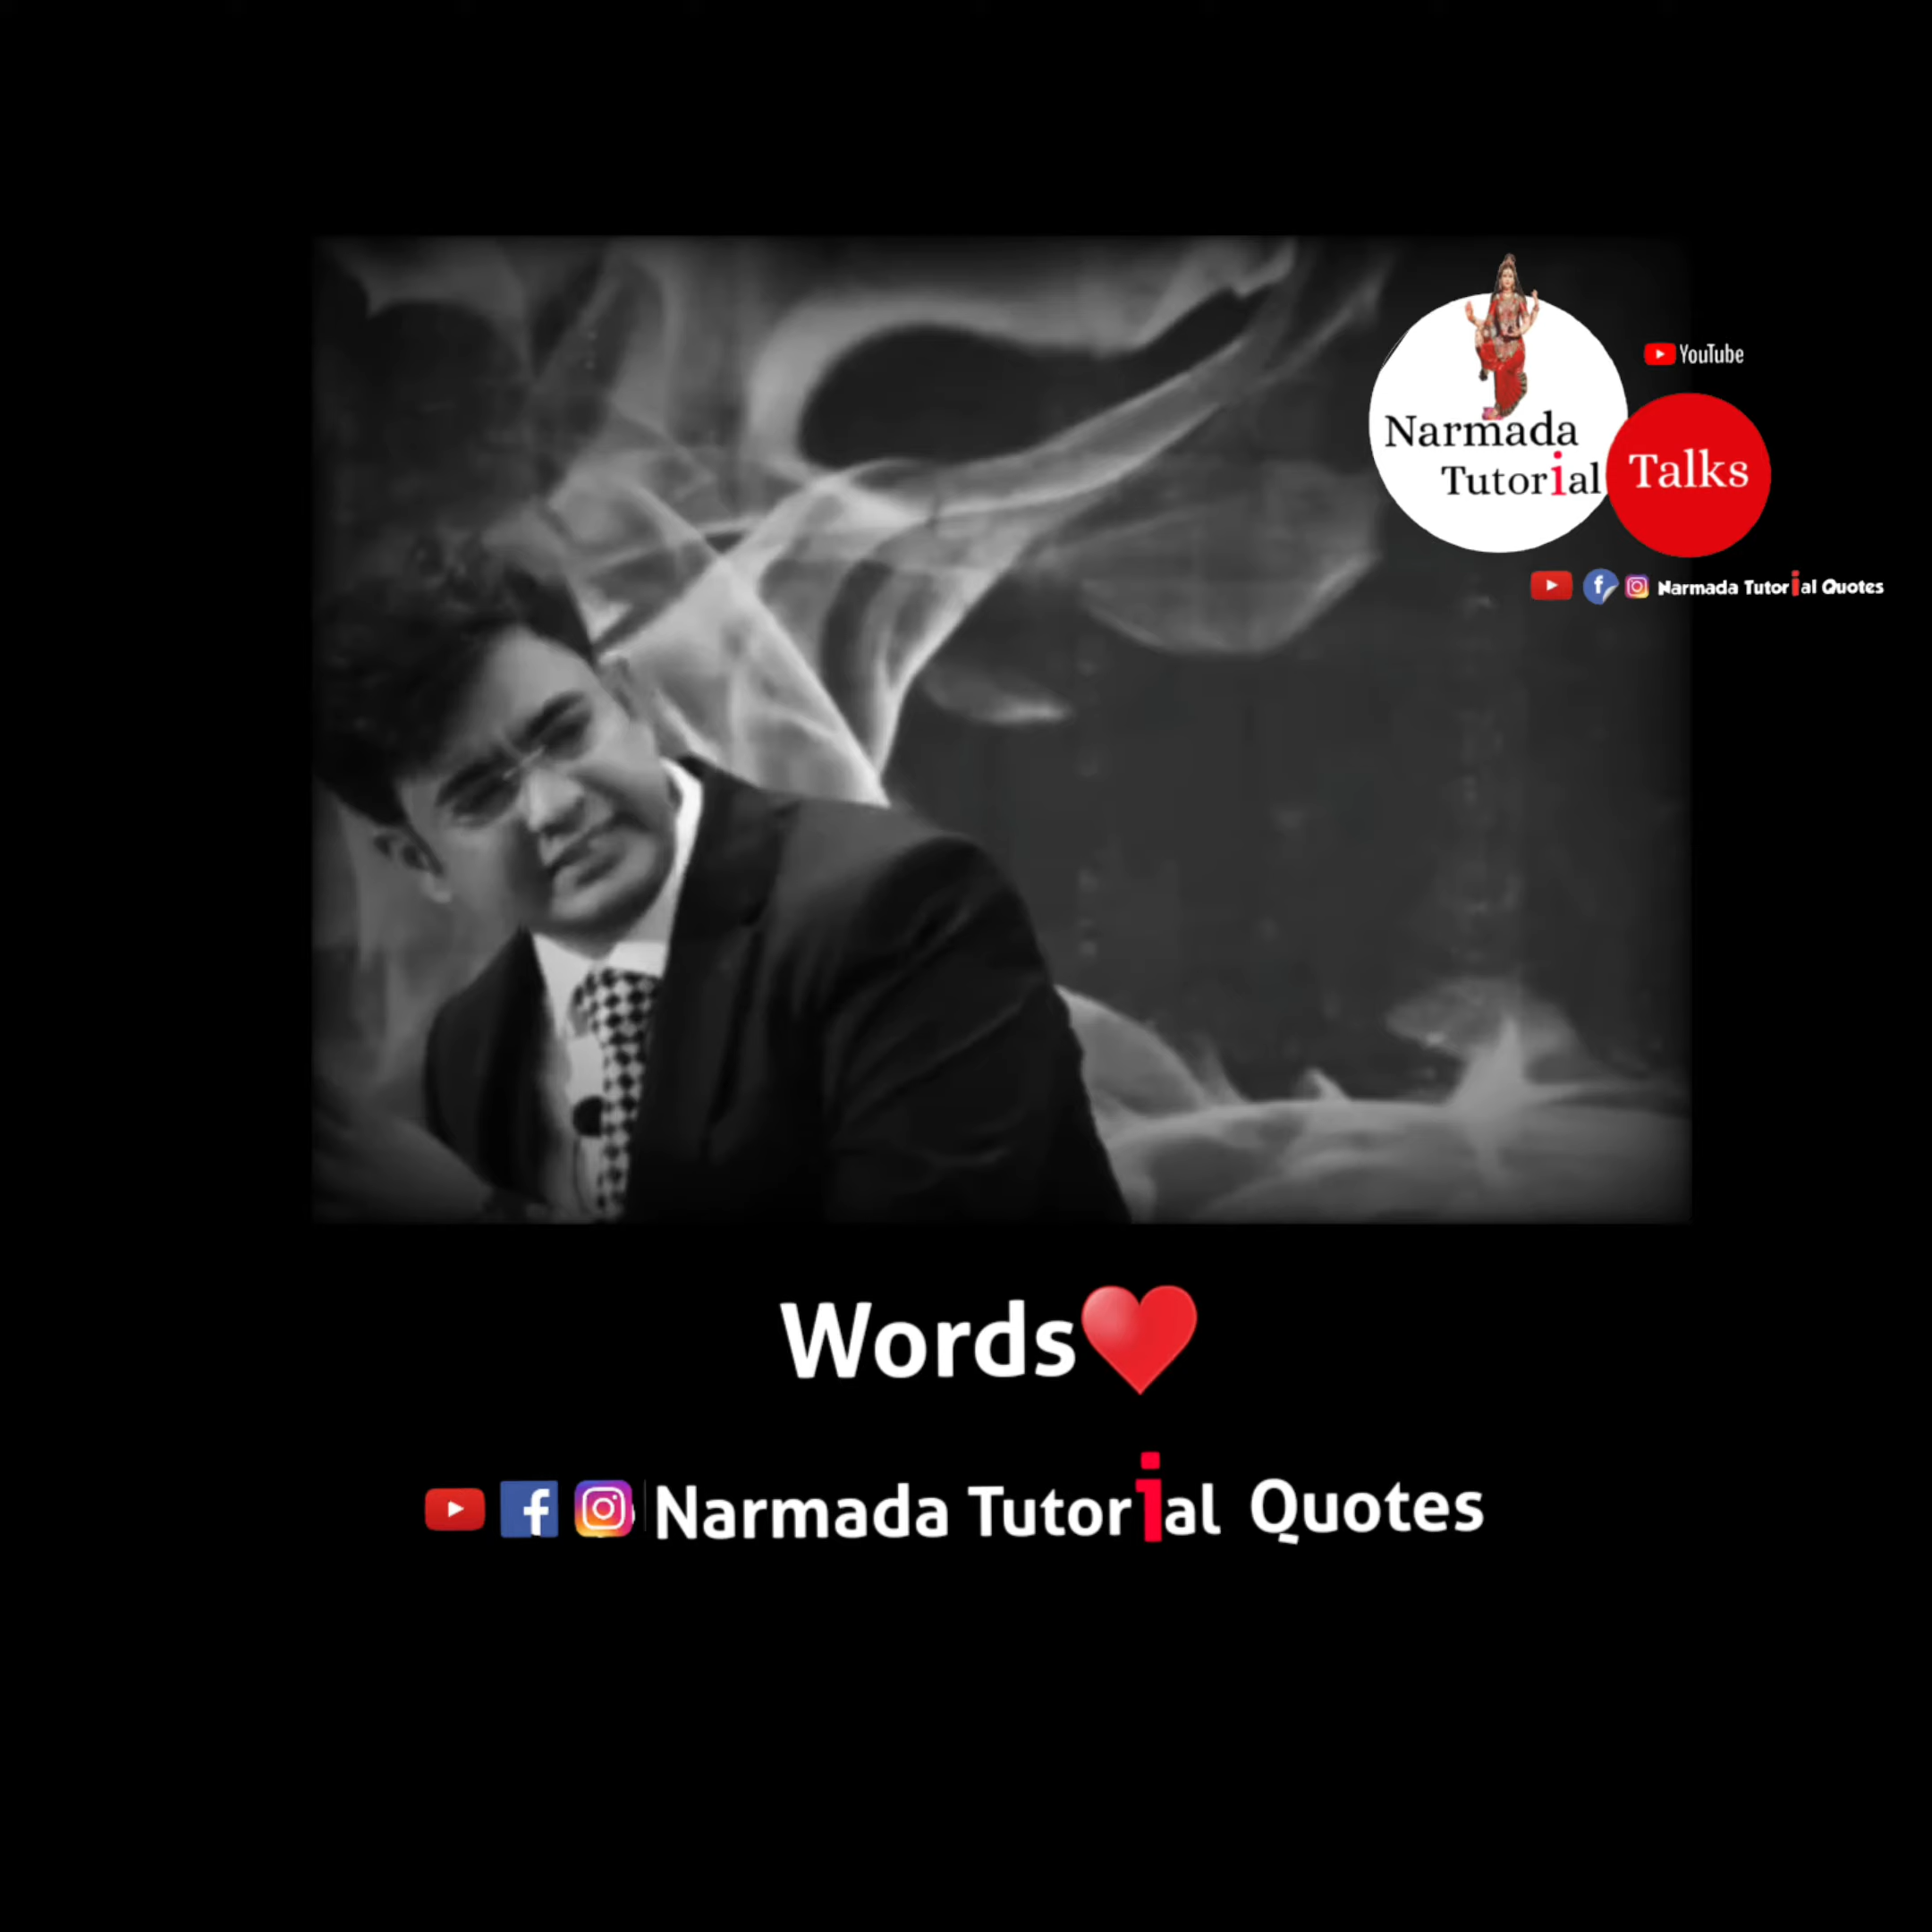 YouTube
Narmada
Tutorial
Talks
Narmada Tutorial Quotes
Words♥
Narmada Tutorial Quotes